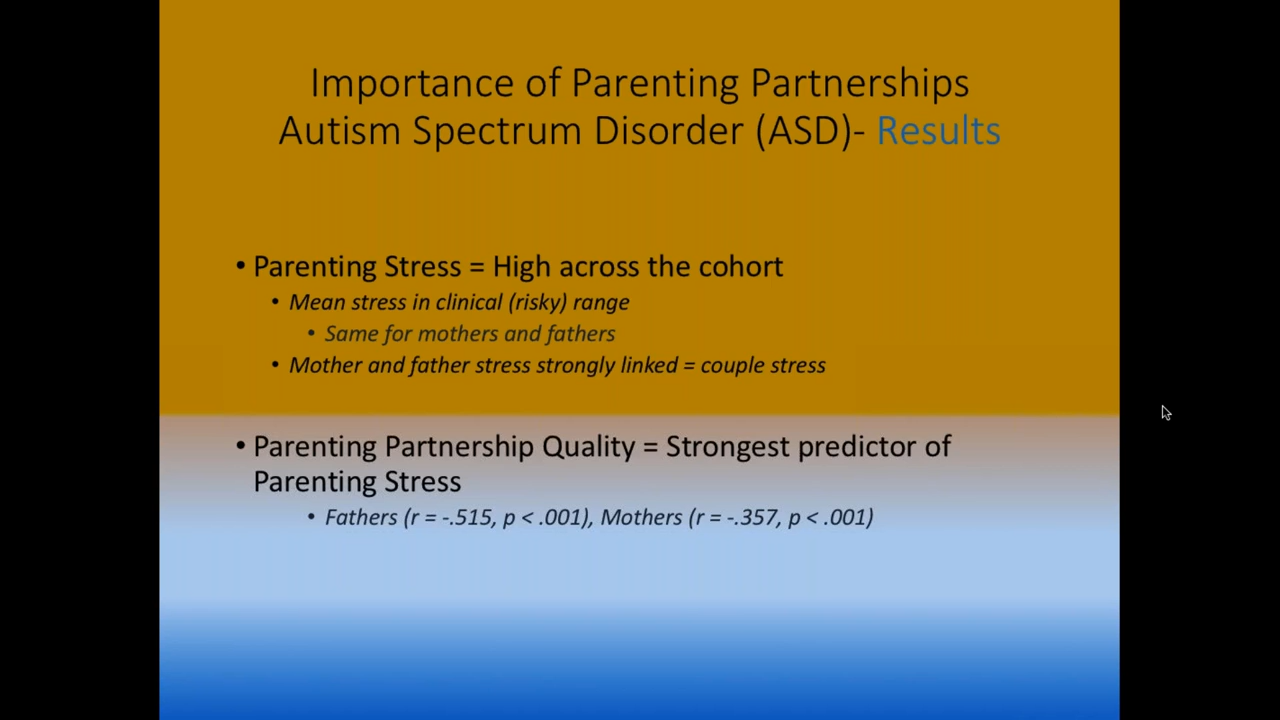 Importance of Parenting Partnerships
Autism Spectrum Disorder (ASD)- Results
• Parenting Stress = High across the cohort
• Mean stress in clinical (risky) range
• Same for mothers and fathers
• Mother and father stress strongly linked = couple stress
• Parenting Partnership Quality = Strongest predictor of
Parenting Stress
• Fathers (r = -.515, p < .001), Mothers (r = -.357, p < .001)